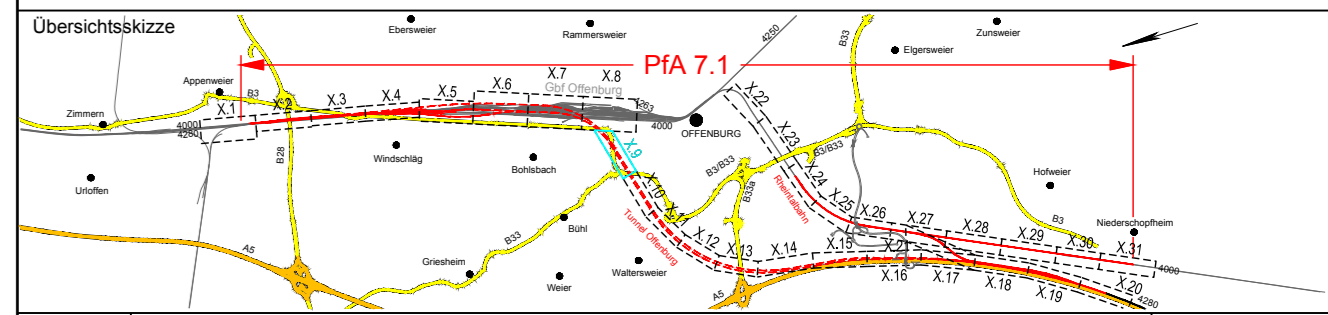 Übersichtsskizze
Ebersweier
Rammersweier
4250
B33
Zunsweier
Elgersweier
PfA 7.1
Appenweier
B3
X.1
X.2
X.3
X.4
X.5
X.6
X.7
X.8
Gbf Offenburg
4263
X.22
Zimmern
4000
4280
4000
OFFENBURG
X.9
X.23
B3/B33
B3/B33
B28
Windschläg
Bohlsbach
X.24
Hofweier
Urloffen
X.10
B33a
Rheintalbahn
X.25
X.26
X.27
X.28
X.29
X.30
X.31
B3
Niederschopfheim
4000
X.11
Tunnel Offenburg
Bühl
B33
X.12
X.13
X.14
X.15
X.21
X.16
X.17
X.18
X.19
X.20
4280
A5
Griesheim
Weier
Waltersweier
A5